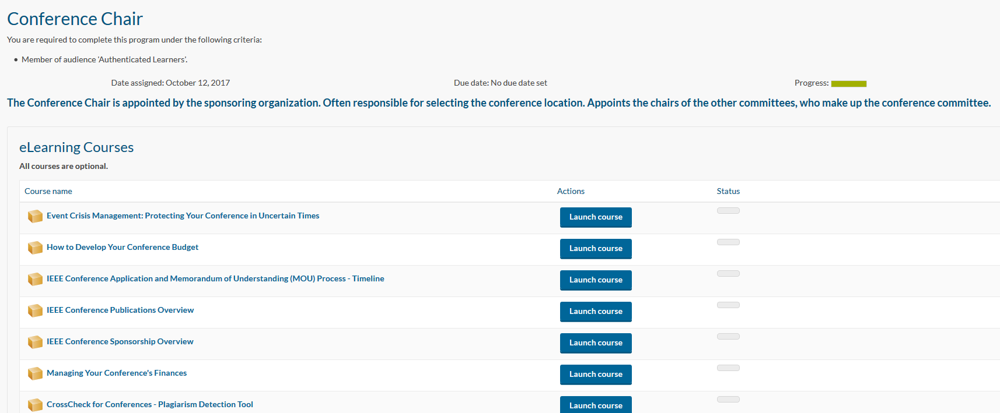 Conference Chair
You are required to complete this program under the following criteria:
• Member of audience 'Authenticated Learners'.
Date assigned: October 12, 2017 Due date: No due date set Progress:
The Conference Chair is appointed by the sponsoring organization. Often responsible for selecting the conference location. Appoints the chairs of the other committees, who make up the conference committee.
eLearning Courses
All courses are optional.
Course name Actions Status
Event Crisis Management: Protecting Your Conference in Uncertain Times Launch course
How to Develop Your Conference Budget Launch course
IEEE Conference Application and Memorandum of Understanding (MOU) Process - Timeline Launch course
IEEE Conference Publications Overview Launch course
IEEE Conference Sponsorship Overview Launch course
Managing Your Conference's Finances Launch course
CrossCheck for Conferences - Plagiarism Detection Tool Launch course